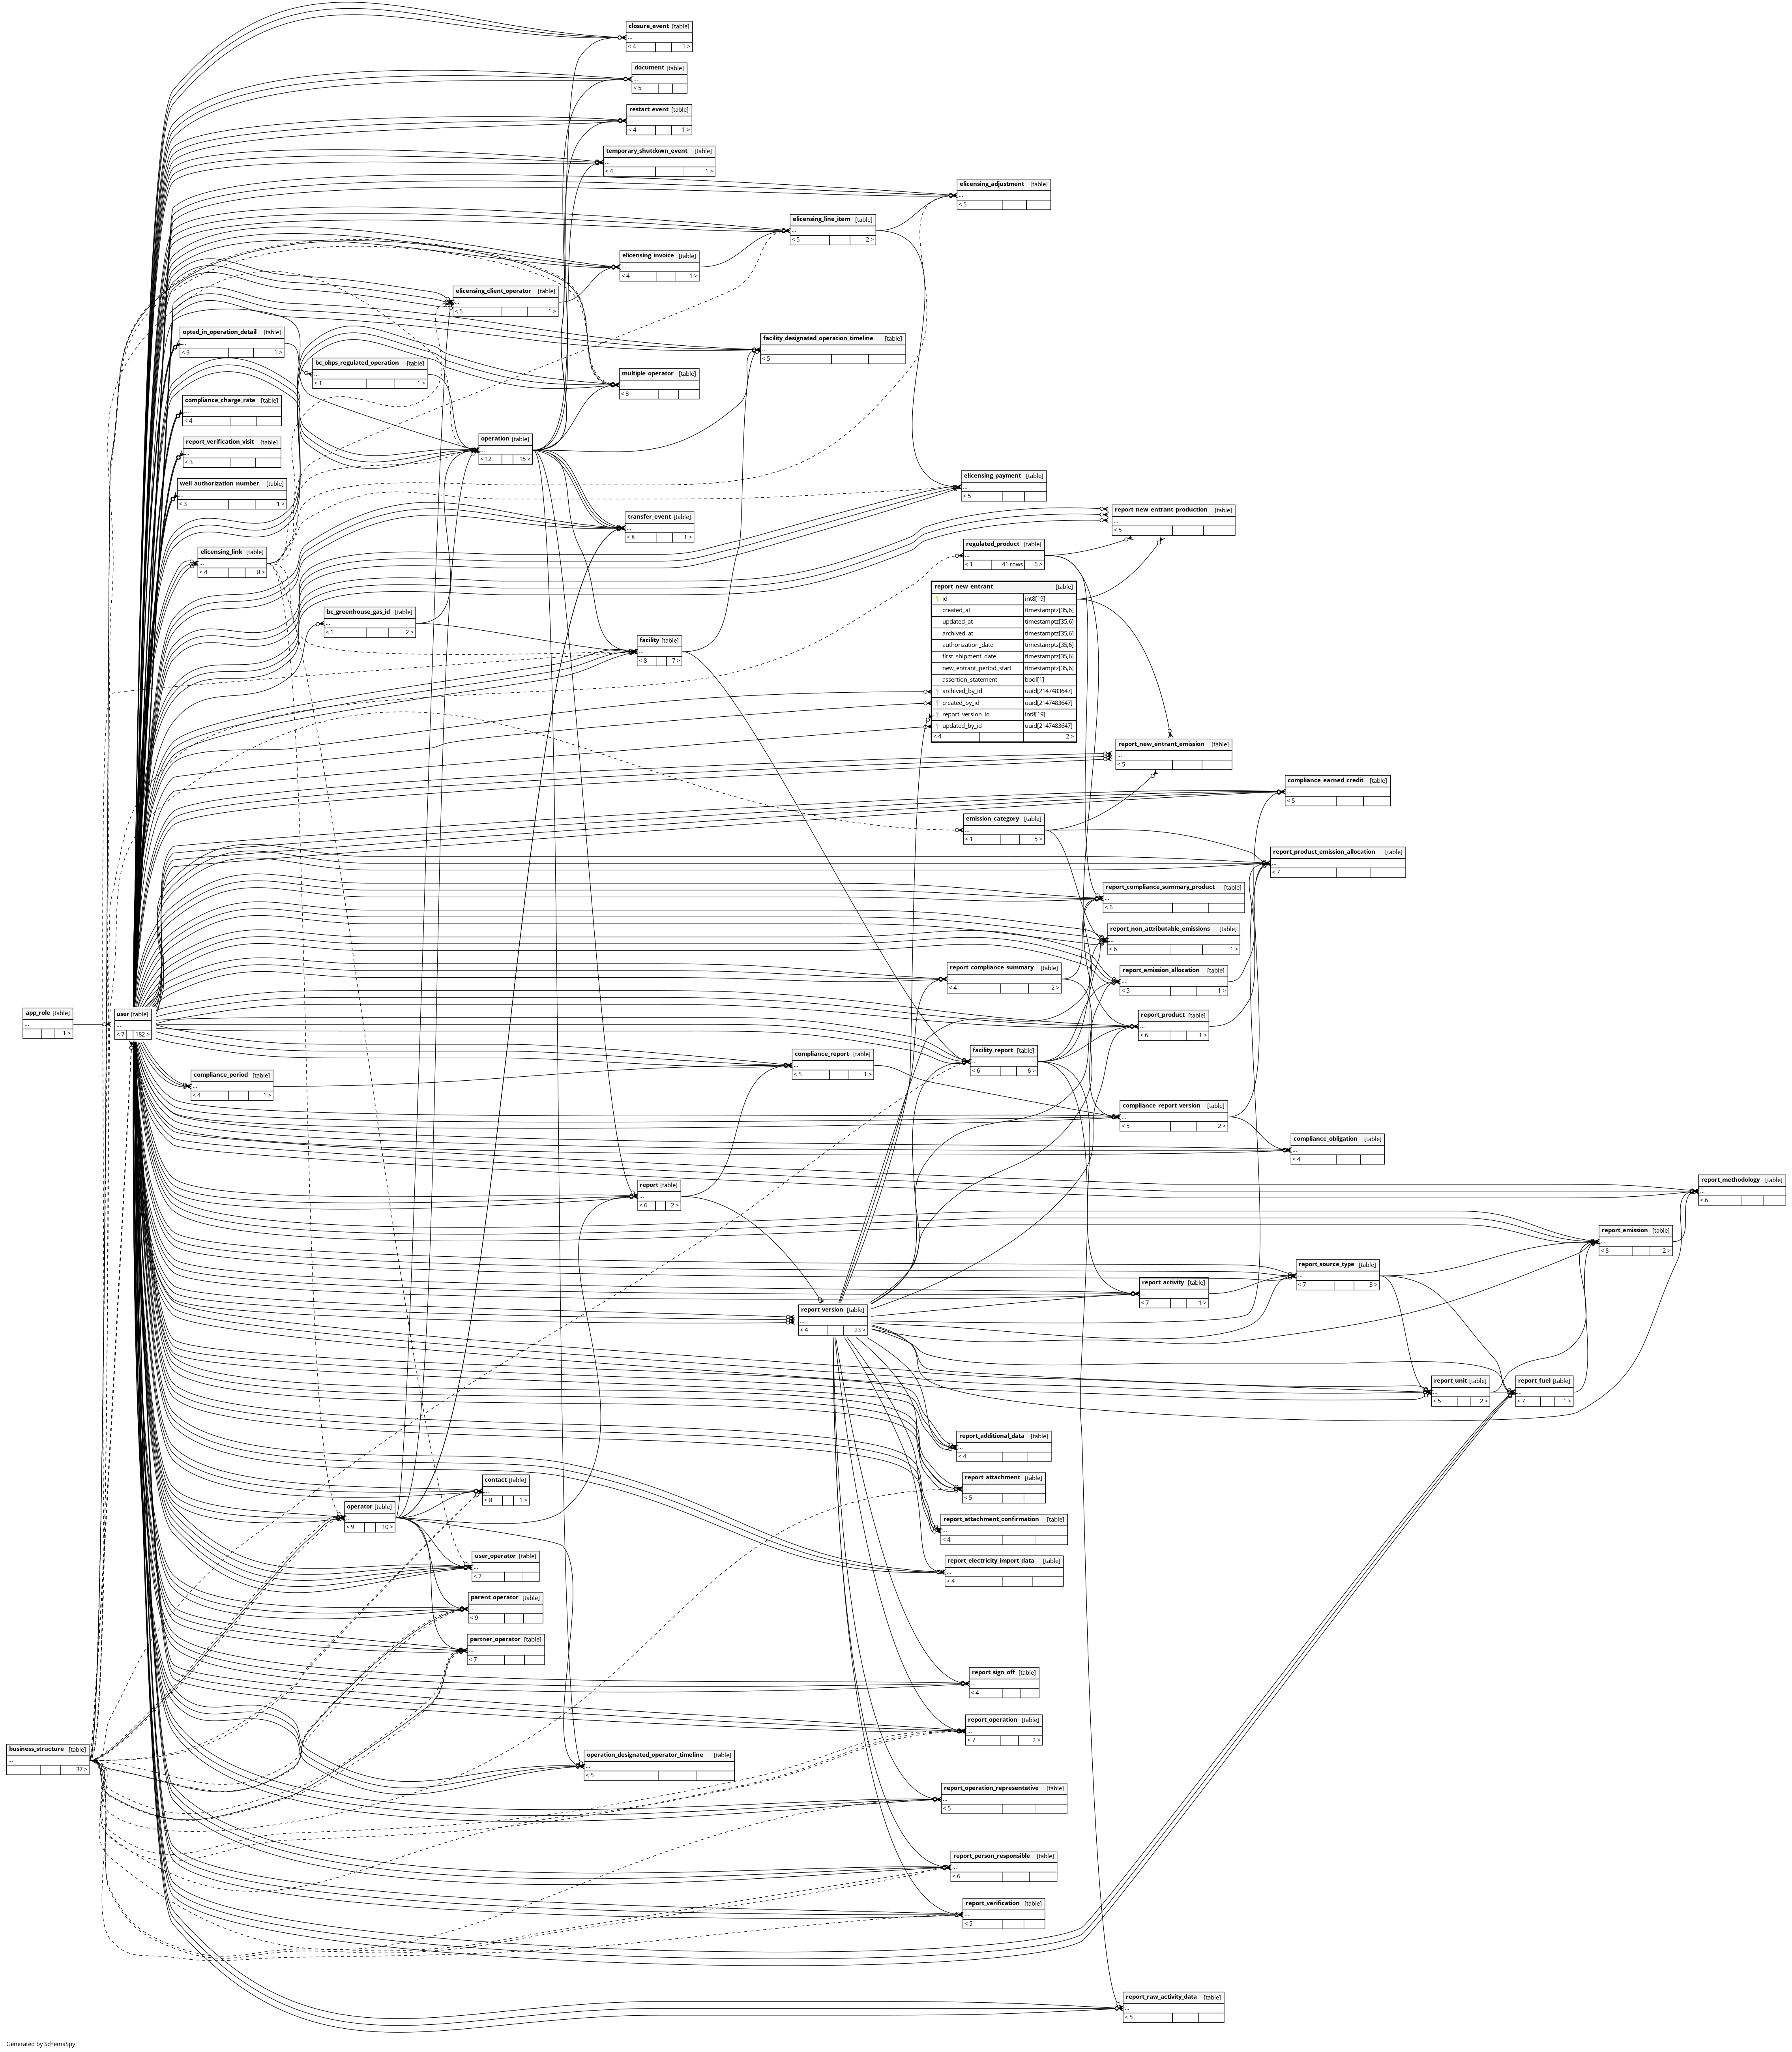 closure_event [table]
...
< 4 1 >
document [table]
...
< 5
restart_event [table]
...
< 4 1 >
temporary_shutdown_event [table]
...
< 4 1 >
elicensing_adjustment [table]
...
< 5
elicensing_line_item [table]
...
< 5 2 >
elicensing_invoice [table]
...
< 4 1 >
elicensing_client_operator [table]
...
< 5 1 >
opted_in_operation_detail [table]
...
< 3 1 >
facility_designated_operation_timeline [table]
...
< 5
bc_obps_regulated_operation [table]
...
< 1 1 >
multiple_operator [table]
...
< 8
compliance_charge_rate [table]
...
< 4
operation [table]
...
< 12 15 >
report_verification_visit [table]
...
< 3
elicensing_payment [table]
...
< 5
well_authorization_number [table]
...
< 3 1 >
report_new_entrant_production [table]
...
< 5
transfer_event [table]
...
< 8 1 >
regulated_product [table]
...
< 1 41 rows 6 >
elicensing_link [table]
...
< 4 8 >
report_new_entrant [table]
id int8[19]
created_at timestamptz[35,6]
updated_at timestamptz[35,6]
archived_at timestamptz[35,6]
authorization_date timestamptz[35,6]
first_shipment_date timestamptz[35,6]
new_entrant_period_start timestamptz[35,6]
assertion_statement bool[1]
archived_by_id uuid[2147483647]
created_by_id uuid[2147483647]
report_version_id int8[19]
updated_by_id uuid[2147483647]
< 4 2 >
bc_greenhouse_gas_id [table]
...
< 1 2 >
facility [table]
...
< 8 7 >
report_new_entrant_emission [table]
...
< 5
compliance_earned_credit [table]
...
< 5
emission_category [table]
...
< 1 5 >
report_product_emission_allocation [table]
...
< 7
report_compliance_summary_product [table]
...
< 6
report_non_attributable_emissions [table]
...
< 6 1 >
report_compliance_summary [table]
...
< 4 2 >
report_emission_allocation [table]
...
< 5 1 >
app_role [table]
...
1 >
user [table]
...
< 7 182 >
report_product [table]
...
< 6 1 >
facility_report [table]
...
< 6 6 >
compliance_report [table]
...
< 5 1 >
compliance_period [table]
...
< 4 1 >
compliance_report_version [table]
...
< 5 2 >
compliance_obligation [table]
...
< 4
report_methodology [table]
...
< 6
report [table]
...
< 6 2 >
report_emission [table]
...
< 8 2 >
report_source_type [table]
...
< 7 3 >
report_activity [table]
...
< 7 1 >
report_version [table]
...
< 4 23 >
report_unit [table]
...
< 5 2 >
report_fuel [table]
...
< 7 1 >
report_additional_data [table]
...
< 4
report_attachment [table]
...
< 5
contact [table]
...
< 8 1 >
operator [table]
...
< 9 10 >
report_attachment_confirmation [table]
...
< 4
user_operator [table]
...
< 7
report_electricity_import_data [table]
...
< 4
parent_operator [table]
...
< 9
partner_operator [table]
...
< 7
report_sign_off [table]
...
< 4
report_operation [table]
...
< 7 2 >
business_structure [table]
...
37 >
operation_designated_operator_timeline [table]
...
< 5
report_operation_representative [table]
...
< 5
report_person_responsible [table]
...
< 6
report_verification [table]
...
< 5
report_raw_activity_data [table]
...
< 5
Generated by SchemaSpy